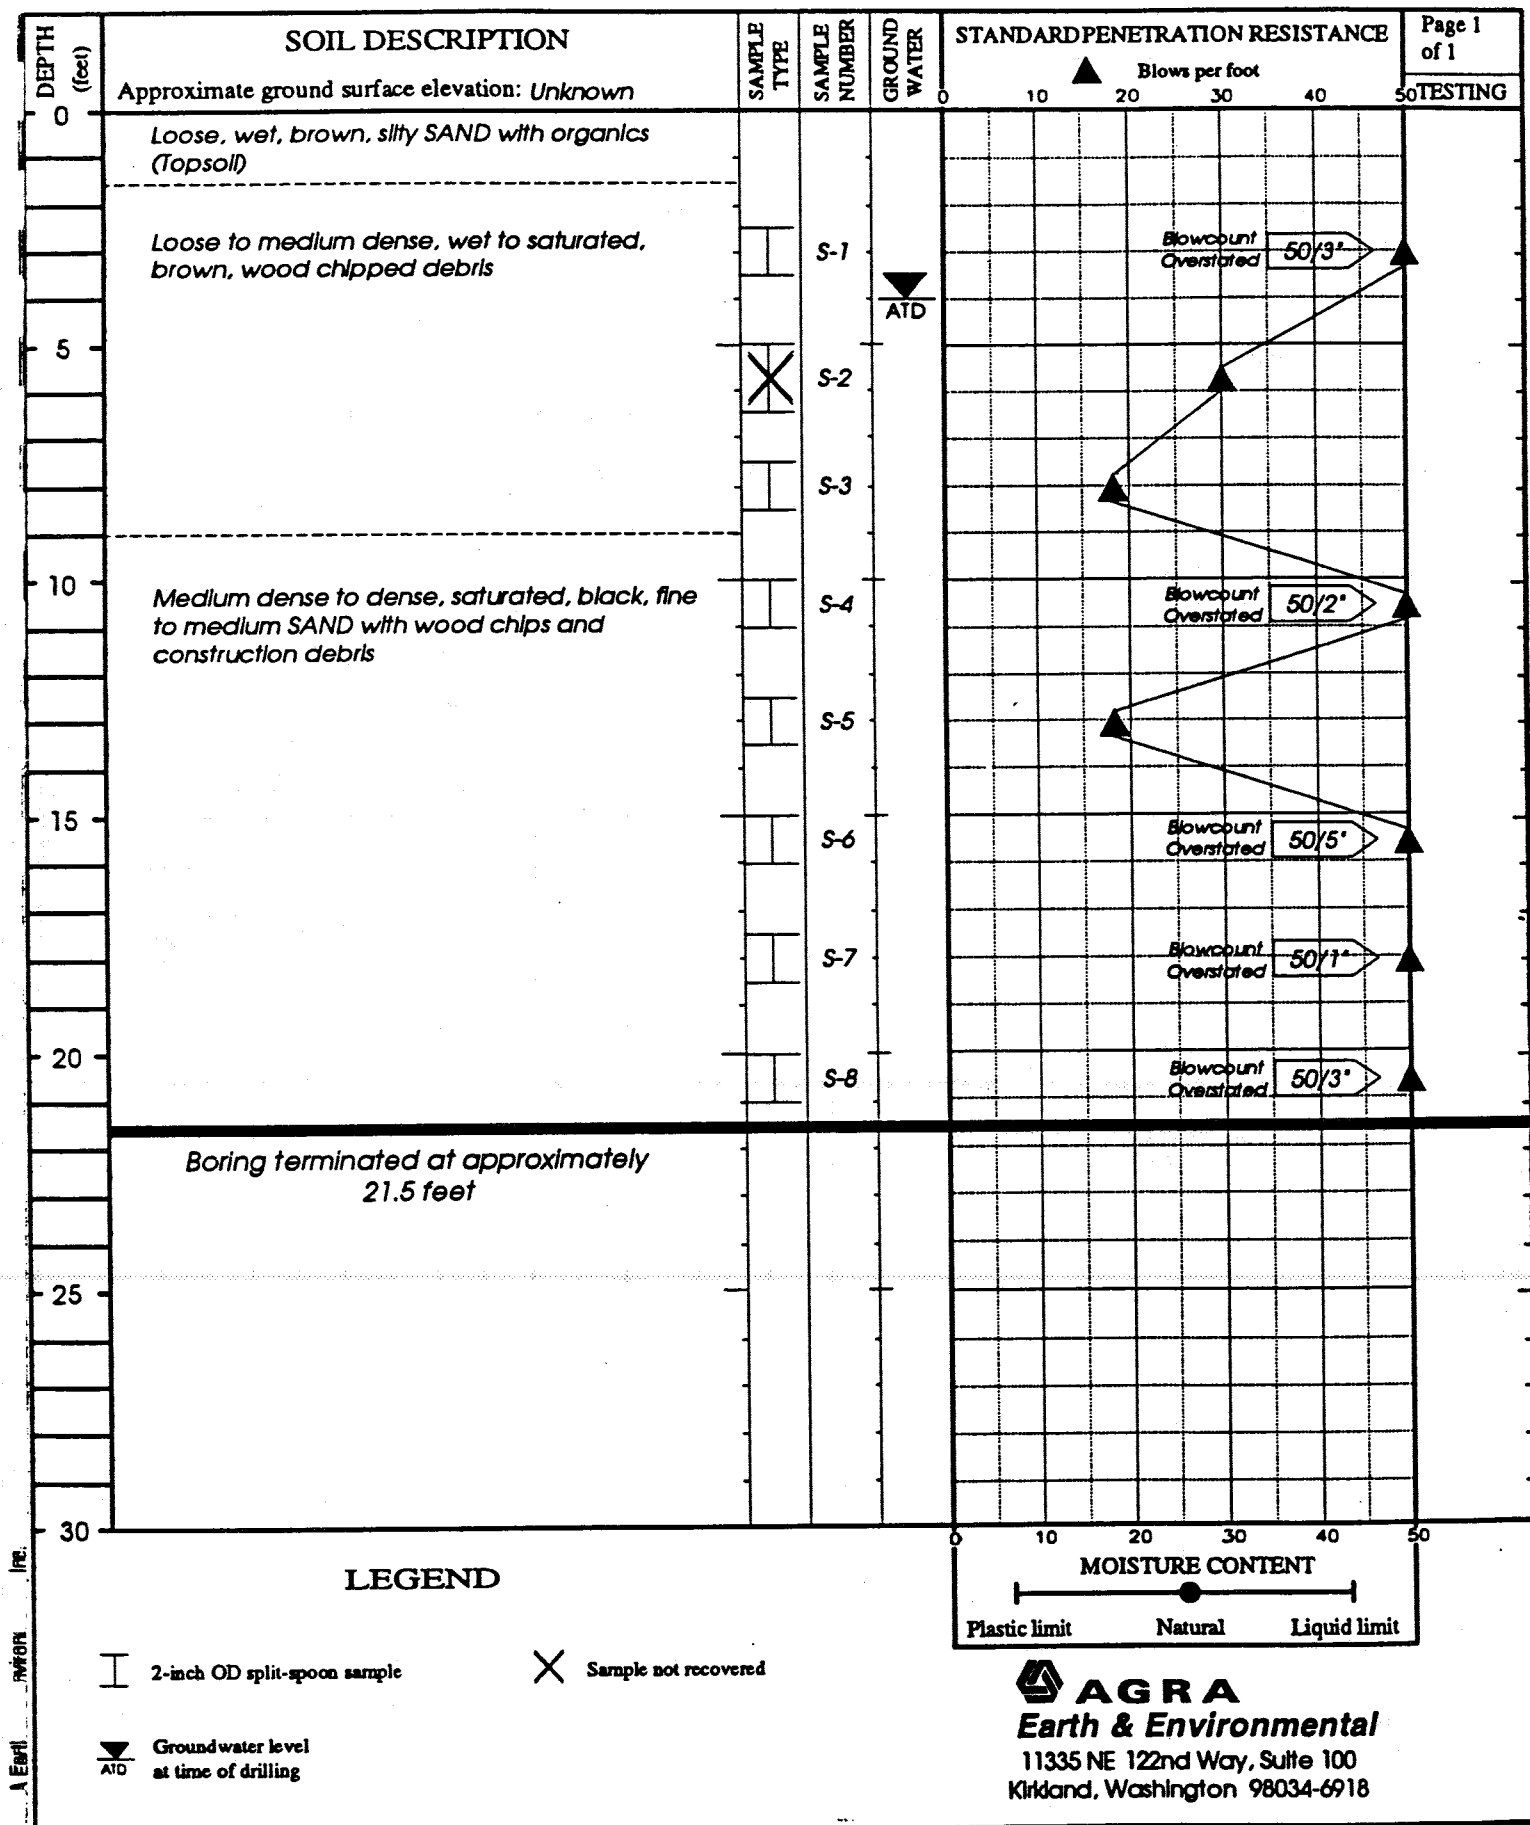 DEPTH
(feet)
SOIL DESCRIPTION
Approximate ground surface elevation: Unknown
SAMPLE
TYPE
SAMPLE
NUMBER
GROUND
WATER
STANDARD PENETRATION RESISTANCE
▲ Blows per foot
0 10 20 30 40 50
Page 1
of 1
TESTING
0
Loose, wet, brown, silty SAND with organics
(Topsoil)
Loose to medium dense, wet to saturated,
brown, wood chipped debris
S-1
Blowcount
Overstated
50/3"
ATD
5
S-2
S-3
10
Medium dense to dense, saturated, black, fine
to medium SAND with wood chips and
construction debris
S-4
Blowcount
Overstated
50/2"
S-5
15
S-6
Blowcount
Overstated
50/5"
S-7
Blowcount
Overstated
50/1"
20
S-8
Blowcount
Overstated
50/3"
Boring terminated at approximately
21.5 feet
25
30
0 10 20 30 40 50
MOISTURE CONTENT
Plastic limit Natural Liquid limit
LEGEND
2-inch OD split-spoon sample
Sample not recovered
ATD
Groundwater level
at time of drilling
AGRA
Earth & Environmental
11335 NE 122nd Way, Suite 100
Kirkland, Washington 98034-6918